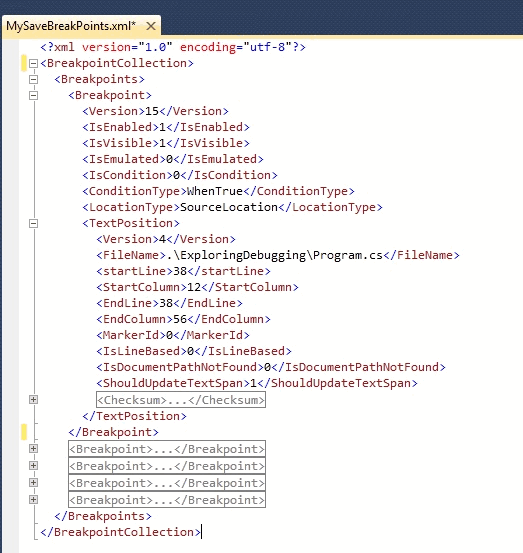 MySaveBreakPoints.xml*
<?xml version="1.0" encoding="utf-8"?>
<BreakpointCollection>
<Breakpoints>
<Breakpoint>
<Version>15</Version>
<IsEnabled>1</IsEnabled>
<IsVisible>1</IsVisible>
<IsEmulated>0</IsEmulated>
<IsCondition>0</IsCondition>
<ConditionType>WhenTrue</ConditionType>
<LocationType>SourceLocation</LocationType>
<TextPosition>
<Version>4</Version>
<FileName>.\ExploringDebugging\Program.cs</FileName>
<startLine>38</startLine>
<StartColumn>12</StartColumn>
<EndLine>38</EndLine>
<EndColumn>56</EndColumn>
<MarkerId>0</MarkerId>
<IsLineBased>0</IsLineBased>
<IsDocumentPathNotFound>0</IsDocumentPathNotFound>
<ShouldUpdateTextSpan>1</ShouldUpdateTextSpan>
<Checksum>...</Checksum>
</TextPosition>
</Breakpoint>
<Breakpoint>...</Breakpoint>
<Breakpoint>...</Breakpoint>
<Breakpoint>...</Breakpoint>
<Breakpoint>...</Breakpoint>
</Breakpoints>
</BreakpointCollection>